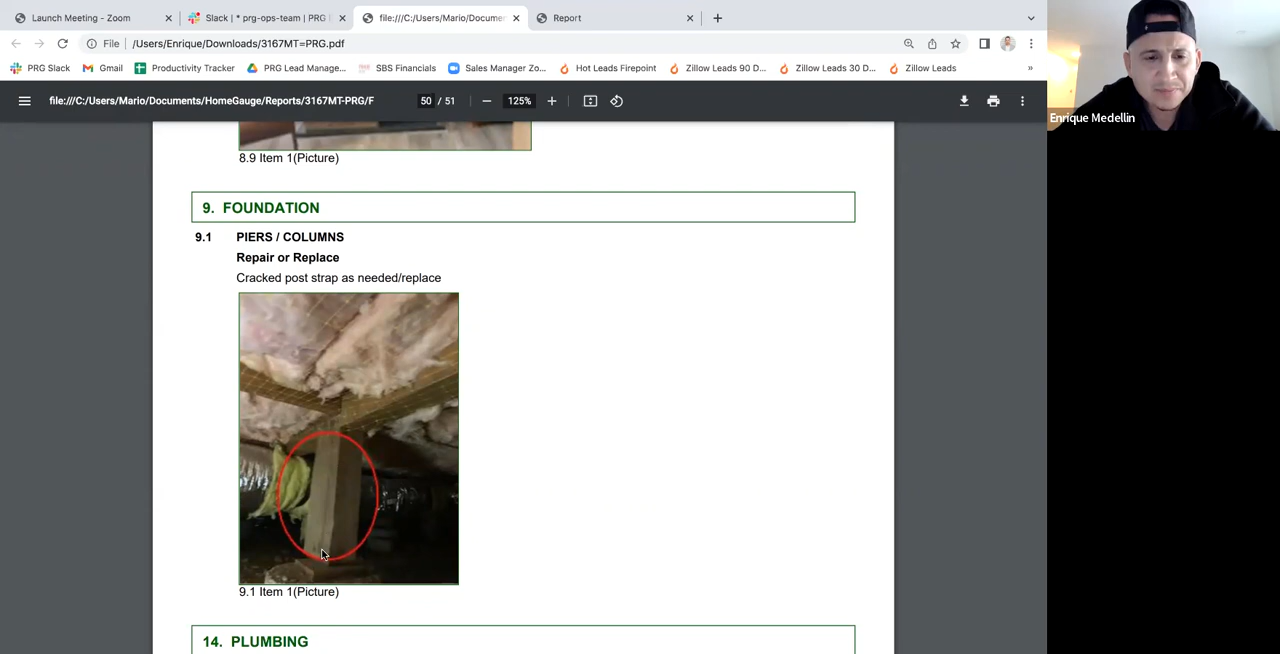 Launch Meeting - Zoom
Slack | * prg-ops-team | PRG
file:///C:/Users/Mario/Documen
Report
File | /Users/Enrique/Downloads/3167MT=PRG.pdf
PRG Slack
Gmail
Productivity Tracker
PRG Lead Manage...
SBS Financials
Sales Manager Zo...
Hot Leads Firepoint
Zillow Leads 90 D...
Zillow Leads 30 D...
Zillow Leads
»
file:///C:/Users/Mario/Documents/HomeGauge/Reports/3167MT-PRG/F
50 / 51
125%
Enrique Medellin
8.9 Item 1(Picture)
9. FOUNDATION
9.1 PIERS / COLUMNS
Repair or Replace
Cracked post strap as needed/replace
9.1 Item 1(Picture)
14. PLUMBING